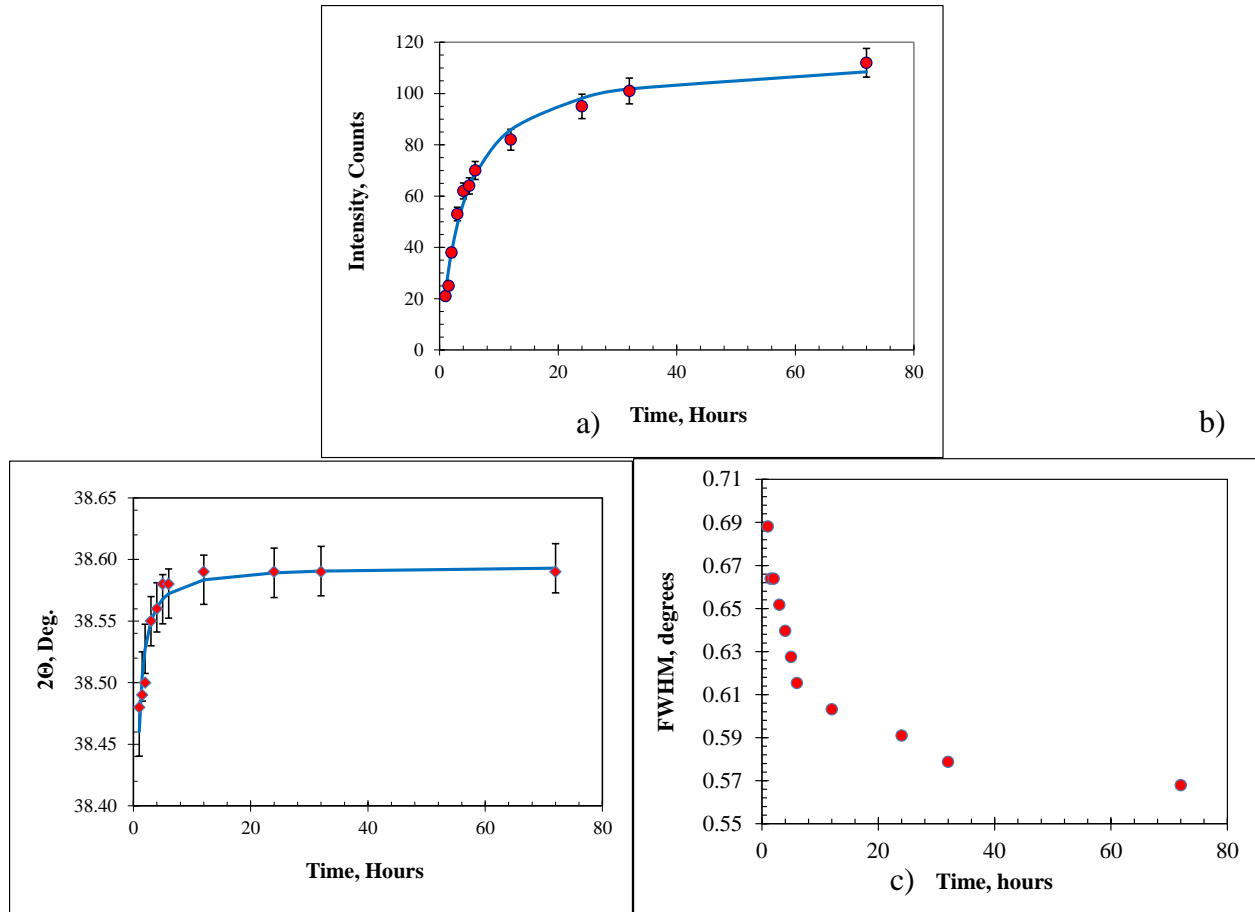 120
100
80
60
40
20
0
Intensity, Counts
0 20 40 60 80
Time, Hours
a)
b)
38.65
38.60
38.55
38.50
38.45
38.40
2Θ, Deg.
0 20 40 60 80
Time, Hours
0.71
0.69
0.67
0.65
0.63
0.61
0.59
0.57
0.55
FWHM, degrees
0 20 40 60 80
c) Time, hours